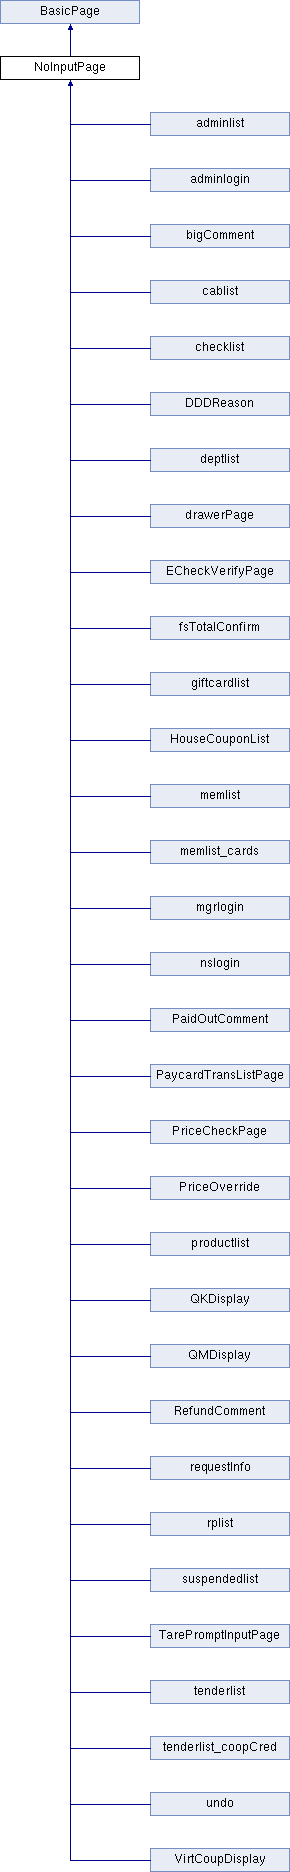 BasicPage
NoInputPage
adminlist
adminlogin
bigComment
cablist
checklist
DDDReason
deptlist
drawerPage
ECheckVerifyPage
fsTotalConfirm
giftcardlist
HouseCouponList
memlist
memlist_cards
mgrlogin
nslogin
PaidOutComment
PaycardTransListPage
PriceCheckPage
PriceOverride
productlist
QKDisplay
QMDisplay
RefundComment
requestInfo
rplist
suspendedlist
TarePromptInputPage
tenderlist
tenderlist_coopCred
undo
VirtCoupDisplay